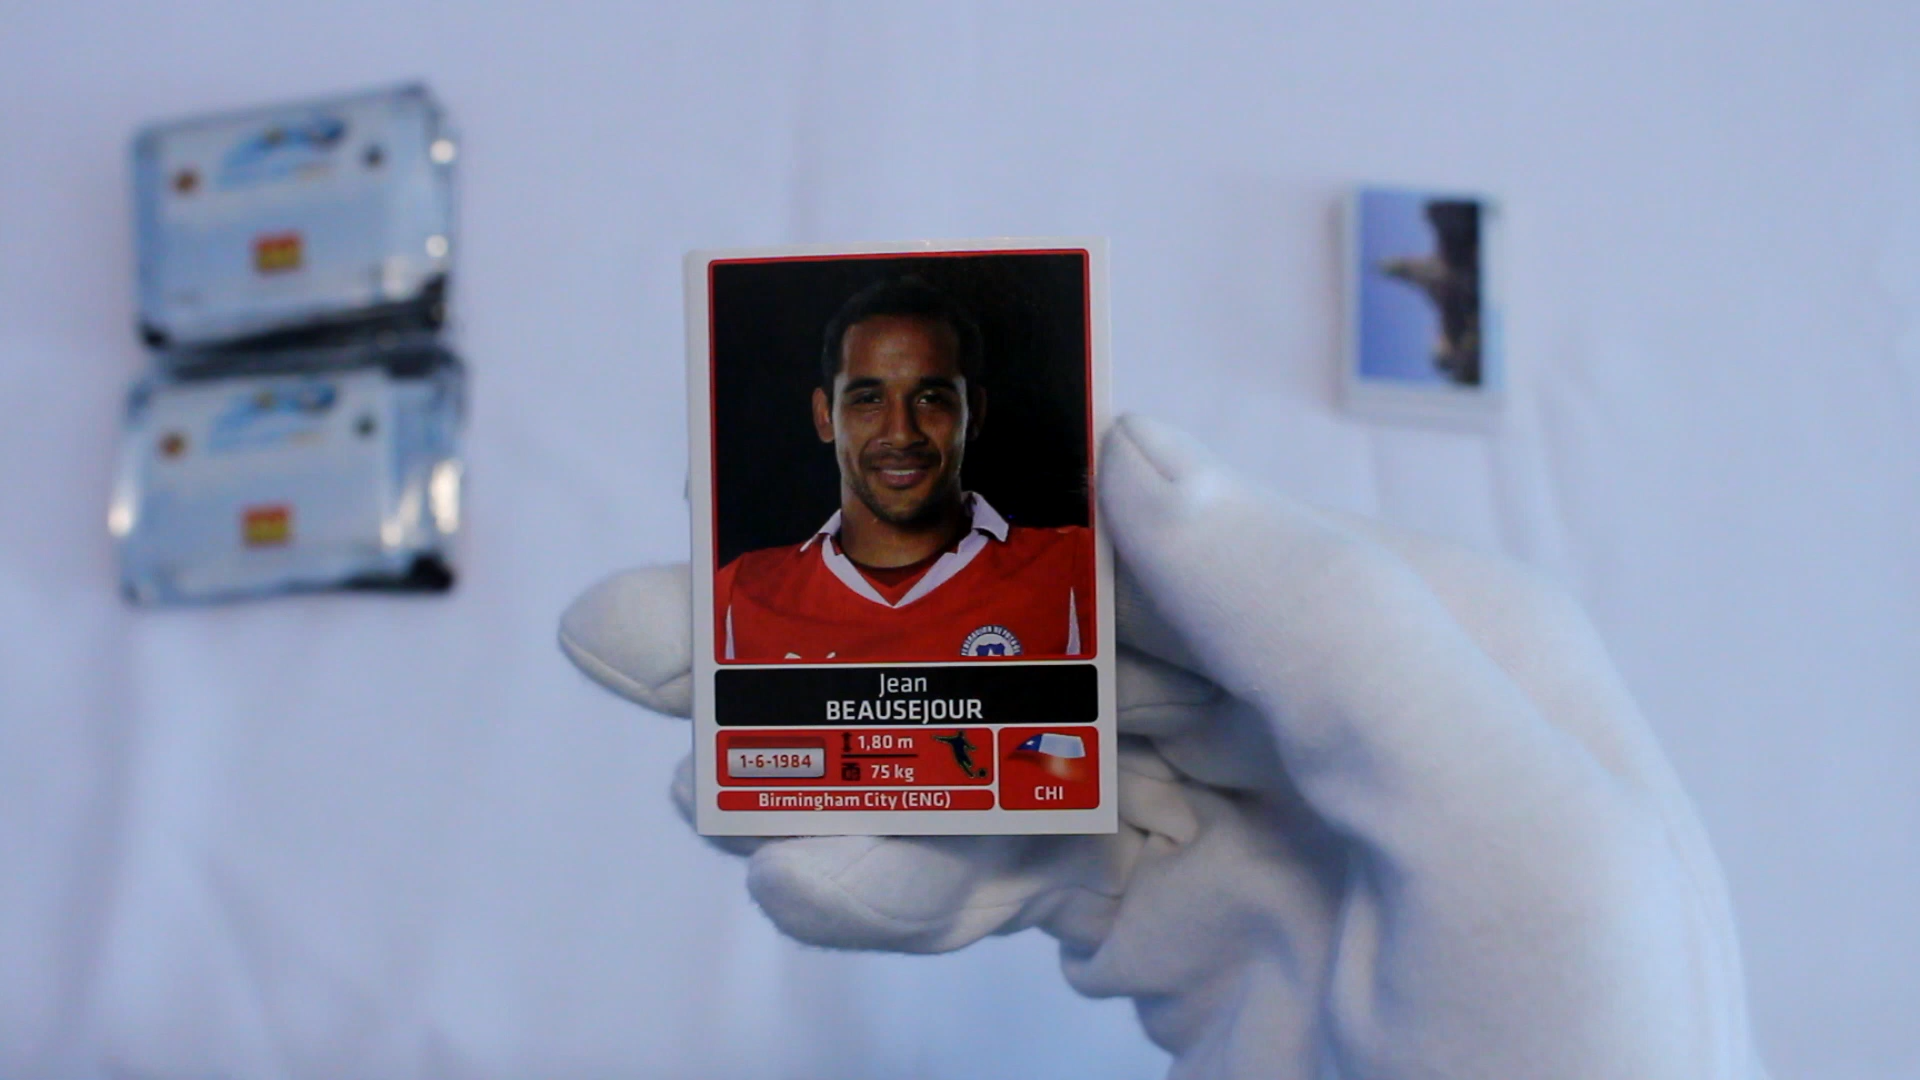 Jean
BEAUSEJOUR
1-6-1984
1,80 m
75 kg
Birmingham City (ENG)
CHI